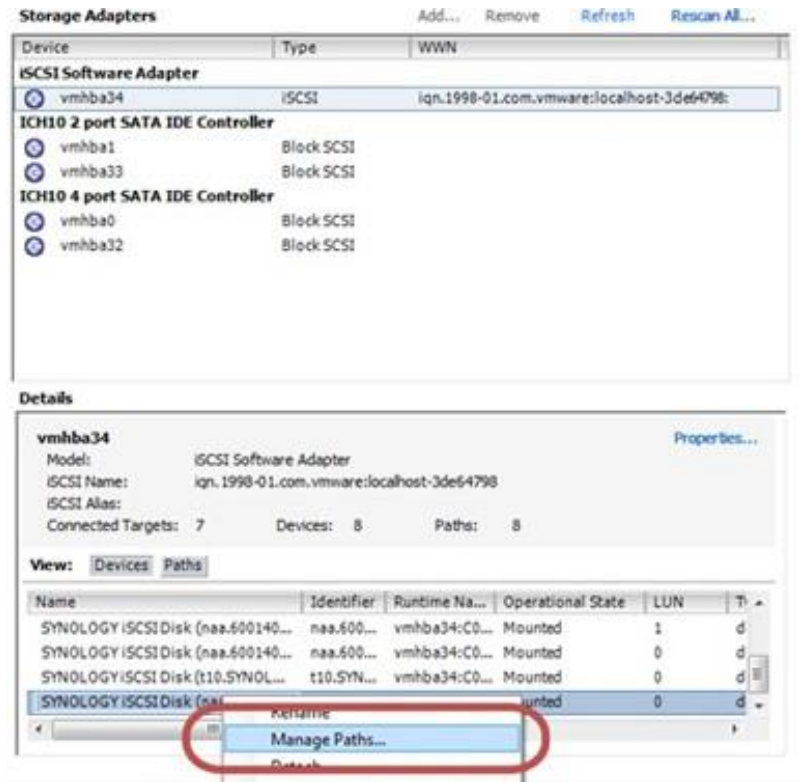 Storage Adapters Add... Remove Refresh Rescan All...
Device Type WWN
iSCSI Software Adapter
vmhba34 iSCSI iqn.1998-01.com.vmware:localhost-3de64798:
ICH10 2 port SATA IDE Controller
vmhba1 Block SCSI
vmhba33 Block SCSI
ICH10 4 port SATA IDE Controller
vmhba0 Block SCSI
vmhba32 Block SCSI
Details
vmhba34 Properties...
Model: iSCSI Software Adapter
iSCSI Name: iqn.1998-01.com.vmware:localhost-3de64798
iSCSI Alias:
Connected Targets: 7 Devices: 8 Paths: 8
View: Devices Paths
Name Identifier Runtime Na... Operational State LUN
SYNOLOGY iSCSI Disk (naa.600140... naa.600... vmhba34:C0... Mounted 1 d
SYNOLOGY iSCSI Disk (naa.600140... naa.600... vmhba34:C0... Mounted 0 d
SYNOLOGY iSCSI Disk (t10.SYNOL... t10.SYN... vmhba34:C0... Mounted 0 d
SYNOLOGY iSCSI Disk 0 d
Rename
Manage Paths...
Detach